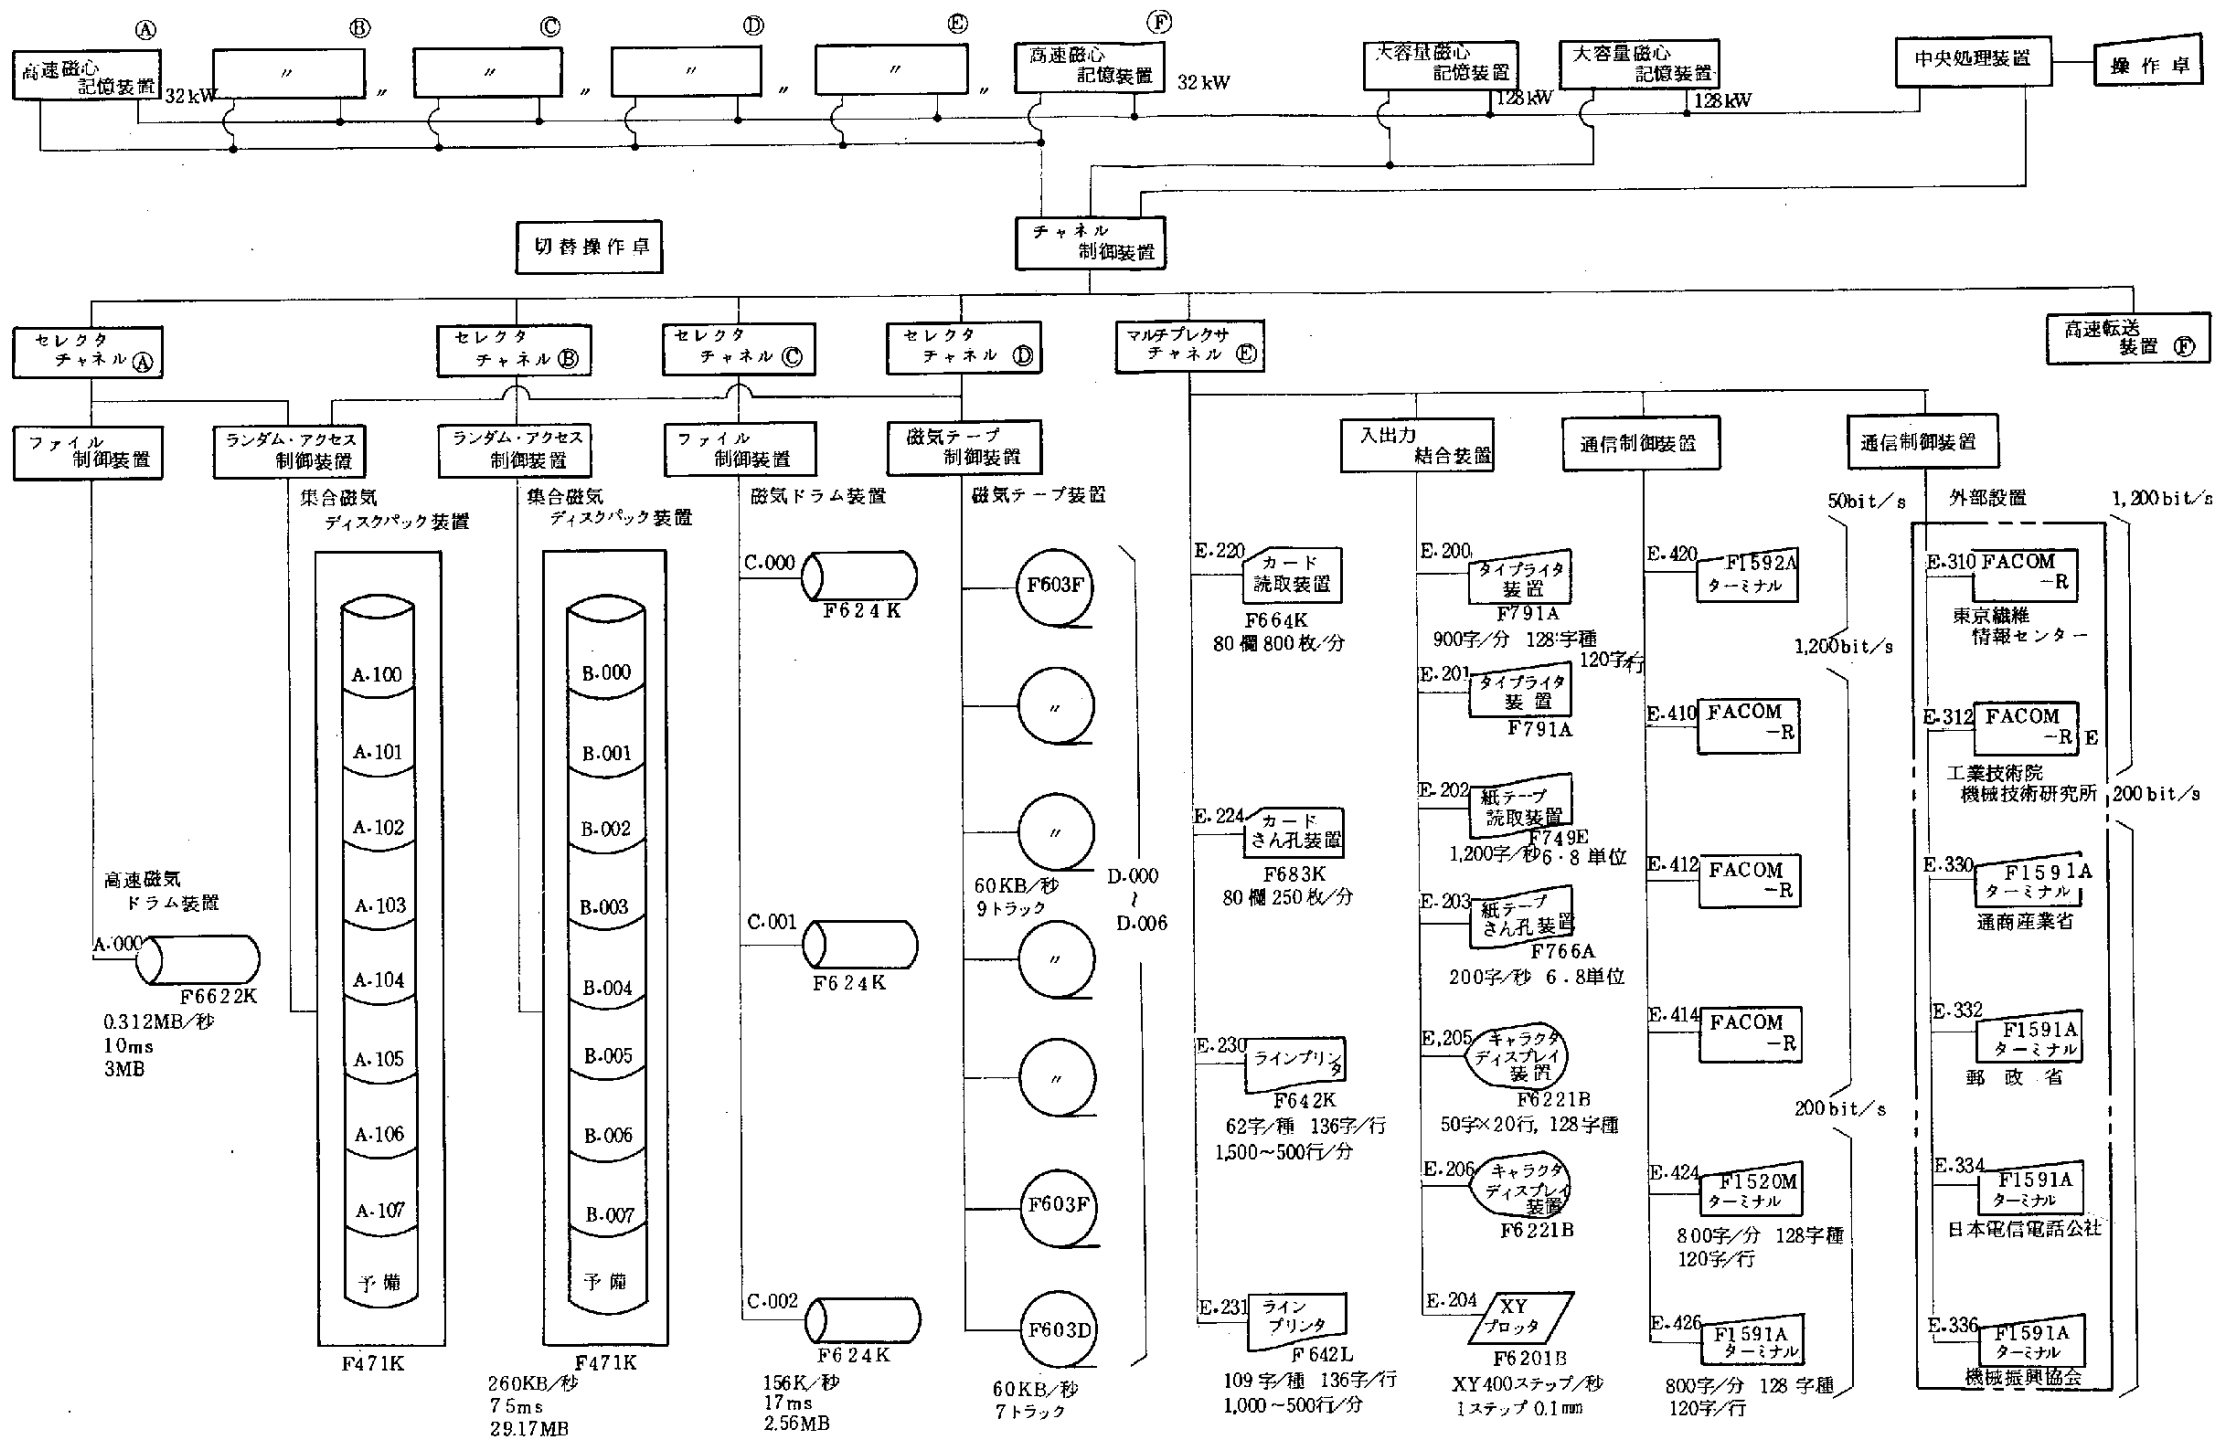 Ⓐ
Ⓑ
Ⓒ
Ⓓ
Ⓔ
Ⓕ
高速磁心
記憶装置
32kW
〃
〃
〃
〃
〃
〃
〃
〃
高速磁心
記憶装置
32kW
大容量磁心
記憶装置
128kW
大容量磁心
記憶装置
128kW
中央処理装置
操作卓
切替操作卓
チャネル
制御装置
セレクタ
チャネルⒶ
セレクタ
チャネルⒷ
セレクタ
チャネルⒸ
セレクタ
チャネルⒹ
マルチプレクサ
チャネルⒺ
高速転送
装置Ⓕ
ファイル
制御装置
ランダム・アクセス
制御装置
ランダム・アクセス
制御装置
ファイル
制御装置
磁気テープ
制御装置
入出力
結合装置
通信制御装置
通信制御装置
高速磁気
ドラム装置
A.000
F6622K
0.312MB/秒
10ms
3MB
集合磁気
ディスクパック装置
A.100
A.101
A.102
A.103
A.104
A.105
A.106
A.107
予備
F471K
集合磁気
ディスクパック装置
B.000
B.001
B.002
B.003
B.004
B.005
B.006
B.007
予備
F471K
260KB/秒
75ms
29.17MB
磁気ドラム装置
C.000
F624K
C.001
F624K
C.002
F624K
156K/秒
17ms
2.56MB
磁気テープ装置
F603F
〃
〃
60KB/秒
9トラック
〃
〃
F603F
F603D
60KB/秒
7トラック
D.000
~
D.006
E.220
カード
読取装置
F664K
80欄800枚/分
E.224
カード
さん孔装置
F683K
80欄250枚/分
E.230
ラインプリン
タ
F642K
62字/種 136字/行
1,500~500行/分
E.231
ライン
プリンタ
F642L
109字/種 136字/行
1,000~500行/分
E.200
タイプライタ
装置
F791A
900字/分 128字種
120字/行
E.201
タイプライタ
装置
F791A
E.202
紙テープ
読取装置
F749E
1,200字/秒6・8単位
E.203
紙テープ
さん孔装置
F766A
200字/秒 6.8単位
E,205
キャラクタ
ディスプレイ
装置
F6221B
50字×20行, 128字種
E.206
キャラクタ
ディスプレイ
装置
F6221B
E.204
XY
プロッタ
F6201B
XY400ステップ/秒
1ステップ 0.1mm
50bit/s
E.420
F1592A
ターミナル
1,200bit/s
E.410
FACOM
-R
E.412
FACOM
-R
E.414
FACOM
-R
200bit/s
E.424
F1520M
ターミナル
800字/分 128字種
120字/行
E.426
F1591A
ターミナル
800字/分 128字種
120字/行
外部設置
1,200bit/s
E.310
FACOM
-R
東京繊維
情報センター
E.312
FACOM
-R E
工業技術院
機械技術研究所
200bit/s
E.330
F1591A
ターミナル
通商産業省
E.332
F1591A
ターミナル
郵政省
E.334
F1591A
ターミナル
日本電信電話公社
E.336
F1591A
ターミナル
機械振興協会